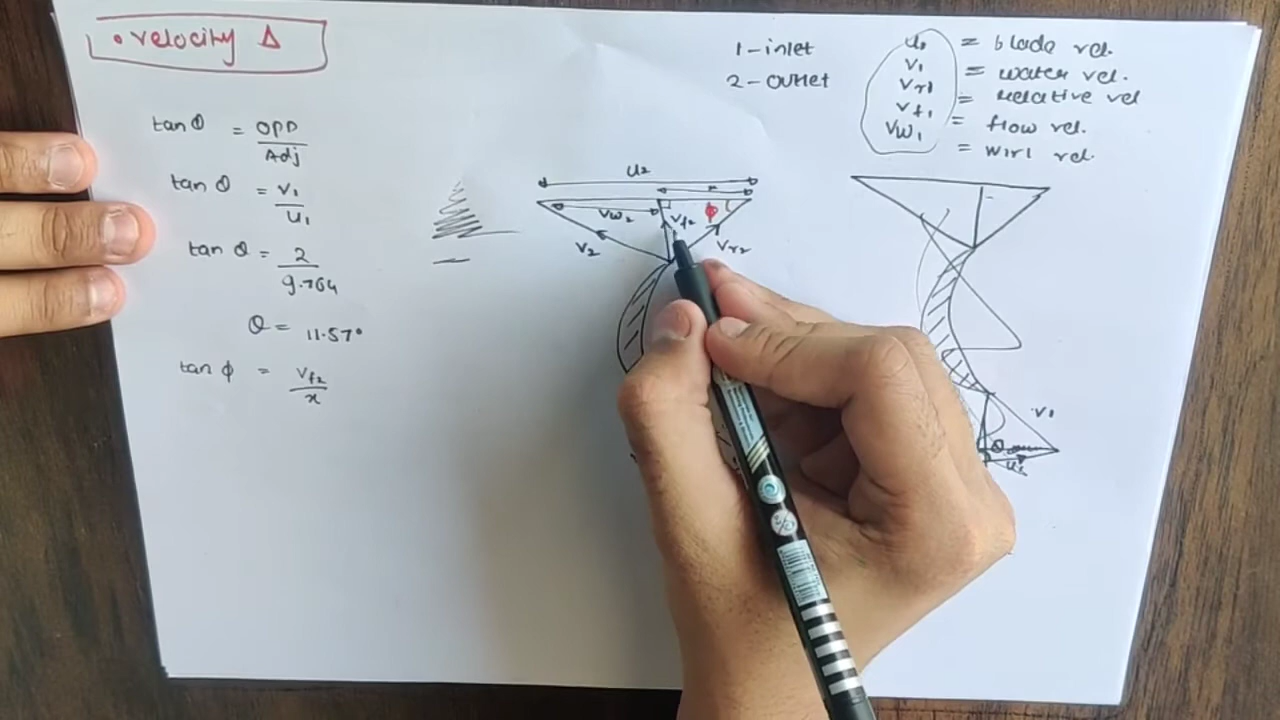 • velocity Δ
1 - inlet
2 - outlet
u1 = blade vel.
V1 = water vel.
Vr1 = relative vel
Vf1 = flow vel.
Vw1 = wirl vel.
tan θ = OPP / Adj
tan θ = V1 / u1
tan θ = 2 / 9.764
θ = 11.57°
tan ϕ = Vf2 / x
u2
x
Vw2
Vf2
ϕ
V2
Vr2
V1
θ
u1